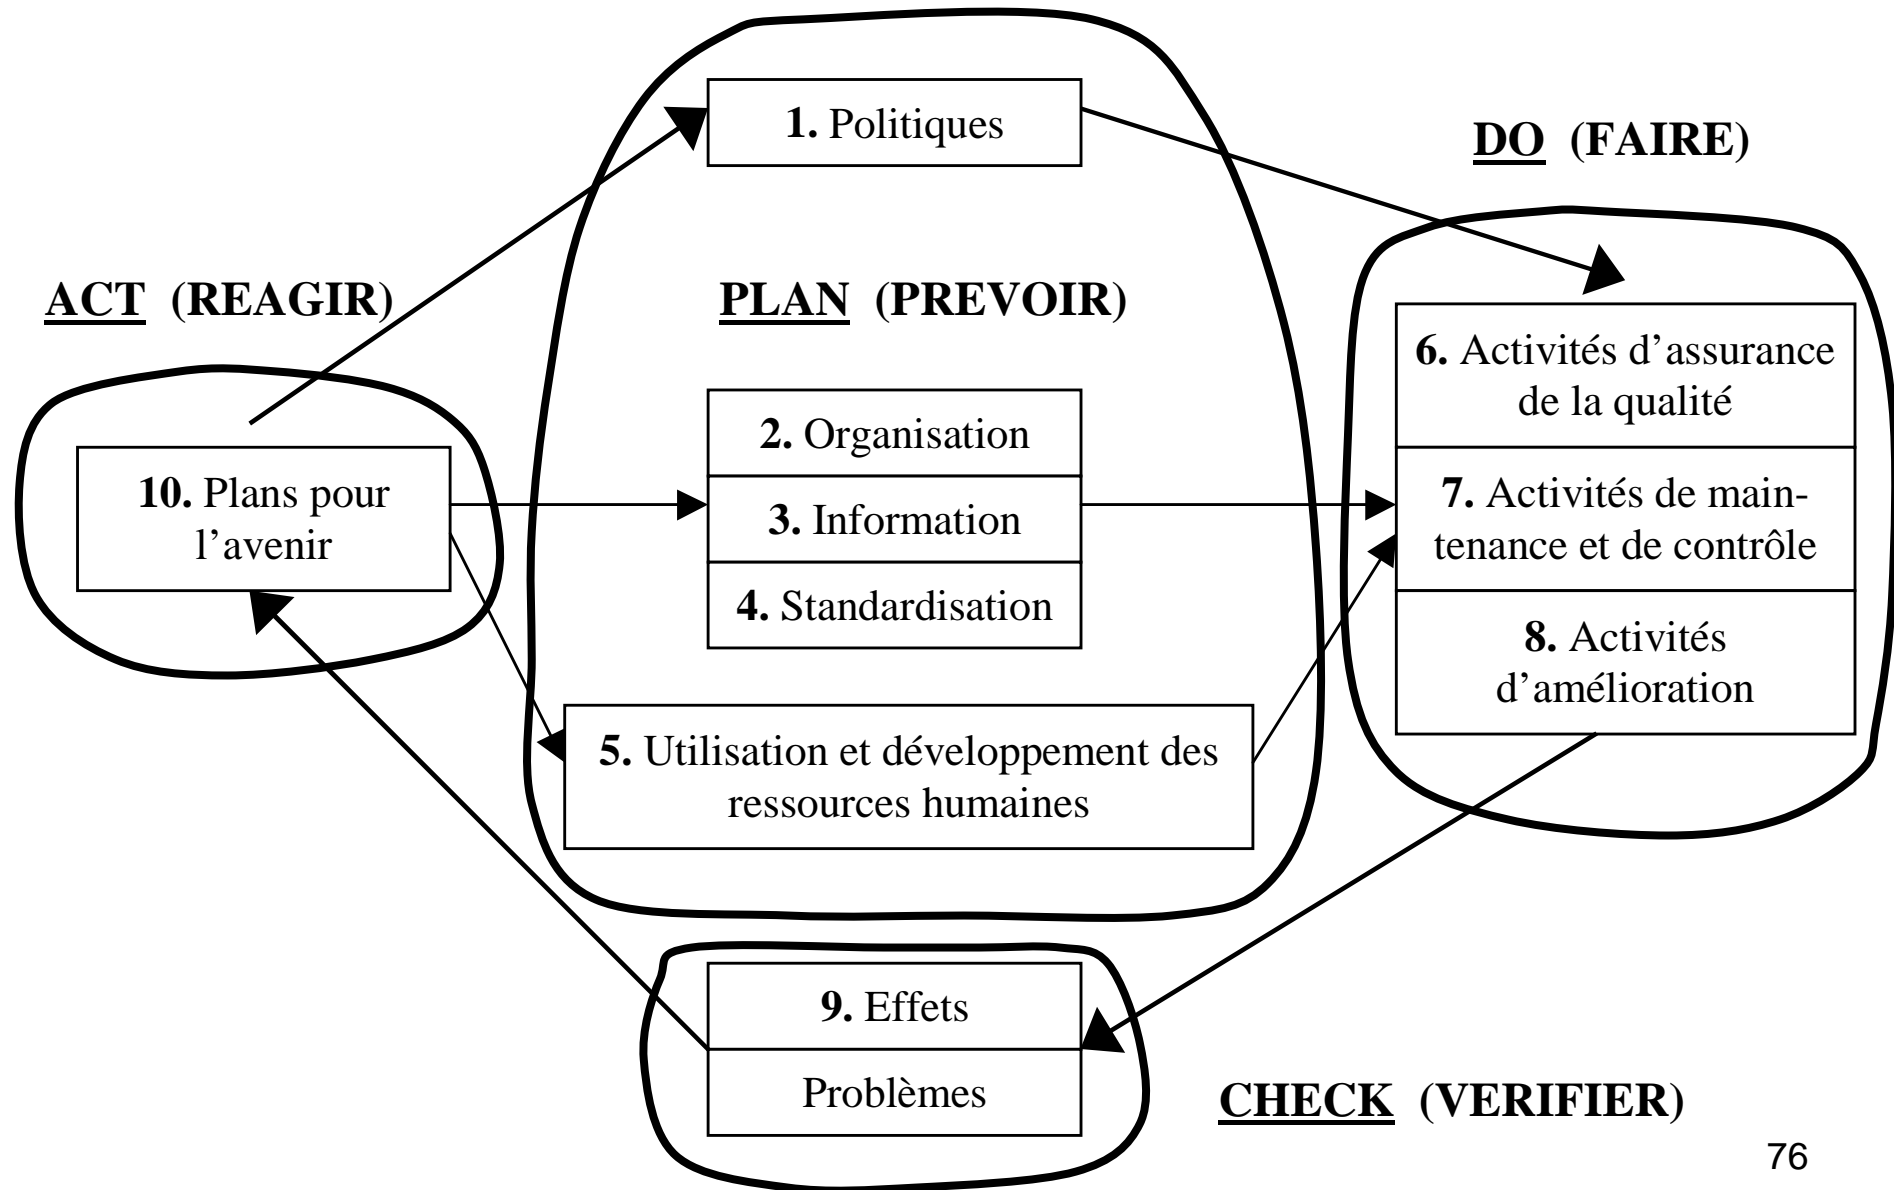 1. Politiques
DO (FAIRE)
ACT (REAGIR)
PLAN (PREVOIR)
6. Activités d’assurance
de la qualité
2. Organisation
10. Plans pour
l’avenir
3. Information
7. Activités de main-
tenance et de contrôle
4. Standardisation
8. Activités
d’amélioration
5. Utilisation et développement des
ressources humaines
9. Effets
Problèmes
CHECK (VERIFIER)
76